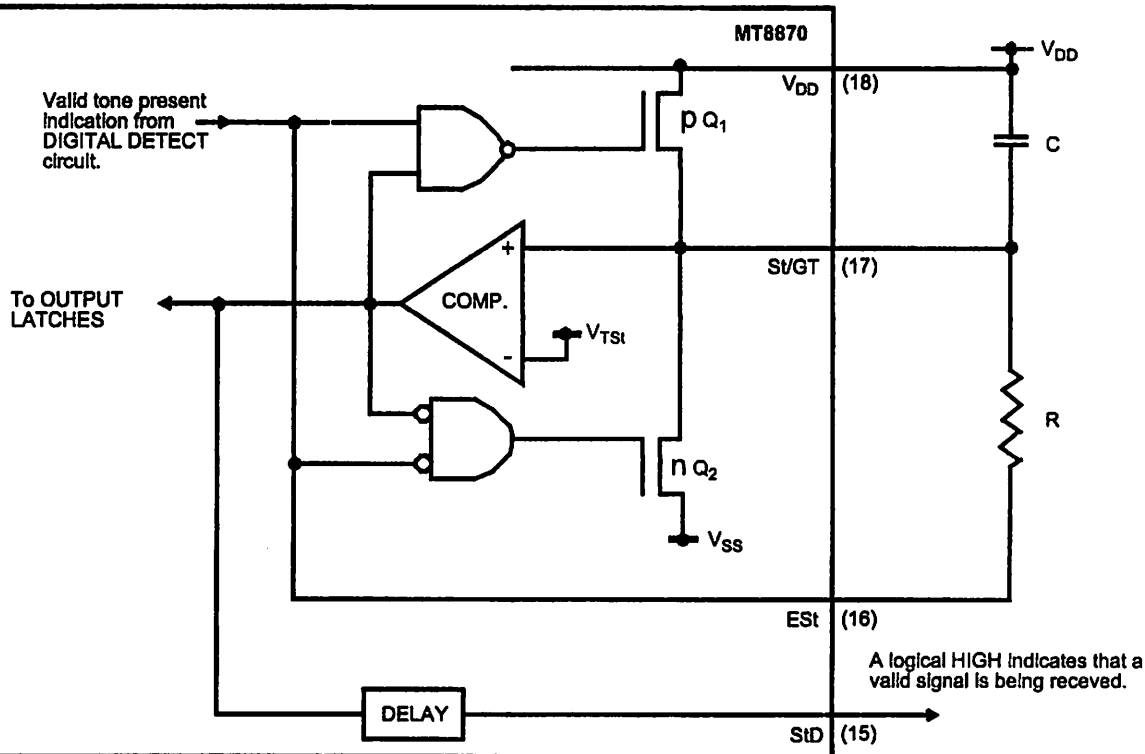 MT8870
V_DD
V_DD (18)
Valid tone present
indication from
DIGITAL DETECT
circuit.
p Q₁
C
+
St/GT (17)
To OUTPUT
LATCHES
COMP.
V_TSt
-
R
n Q₂
V_SS
ESt (16)
A logical HIGH indicates that a
valid signal is being receved.
DELAY
StD (15)